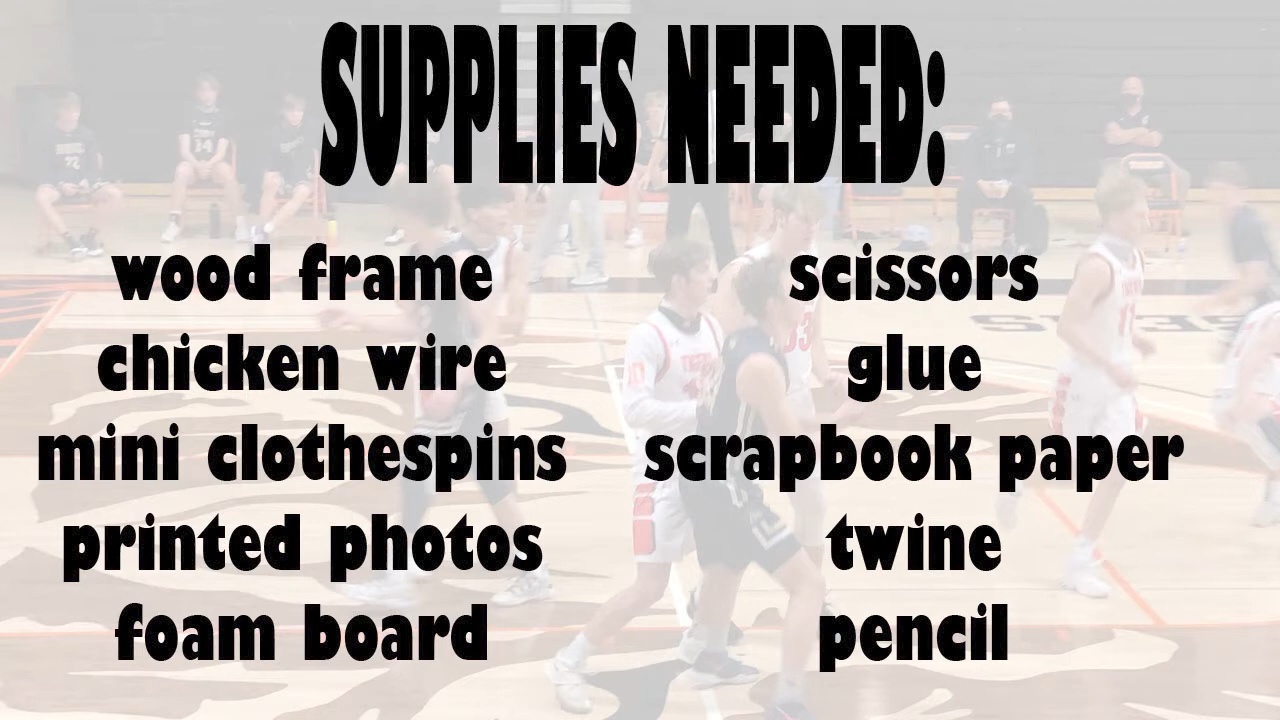 SUPPLIES NEEDED:
wood frame
chicken wire
mini clothespins
printed photos
foam board
scissors
glue
scrapbook paper
twine
pencil